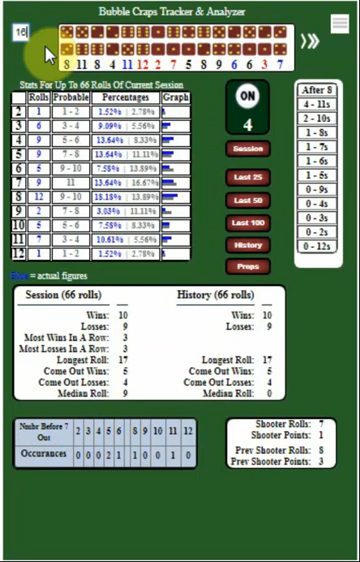 Bubble Craps Tracker & Analyzer
16
8 11 8 11 12 2 7 5 8 9 6 6 3 7
Stats For Up To 66 Rolls Of Current Session
Rolls Probable Percentages Graph
2 1 1 - 2 1.52% | 2.78%
3 6 3 - 4 9.09% | 5.56%
4 9 5 - 6 13.64% | 8.33%
5 9 7 - 8 13.64% | 11.11%
6 5 9 - 10 7.58% | 13.89%
7 9 11 13.64% | 16.67%
8 12 9 - 10 18.18% | 13.89%
9 2 7 - 8 3.03% | 11.11%
10 5 5 - 6 7.58% | 8.33%
11 7 3 - 4 10.61% | 5.56%
12 1 1 - 2 1.52% | 2.78%
= actual figures
ON
4
Session
Last 25
Last 50
Last 100
History
Props
After 8
4 - 11s
2 - 10s
1 - 8s
1 - 7s
1 - 6s
1 - 5s
0 - 9s
0 - 4s
0 - 3s
0 - 2s
0 - 12s
Session (66 rolls)
Wins: 10
Losses: 9
Most Wins In A Row: 3
Most Losses In A Row: 3
Longest Roll: 17
Come Out Wins: 5
Come Out Losses: 4
Median Roll: 9
History (66 rolls)
Wins: 10
Losses: 9
Longest Roll: 17
Come Out Wins: 5
Come Out Losses: 4
Median Roll: 0
Nmbr Before 7 Out 2 3 4 5 6 8 9 10 11 12
Occurances 0 0 0 2 1 1 0 0 1 0
Shooter Rolls: 7
Shooter Points: 1
Prev Shooter Rolls: 8
Prev Shooter Points: 3